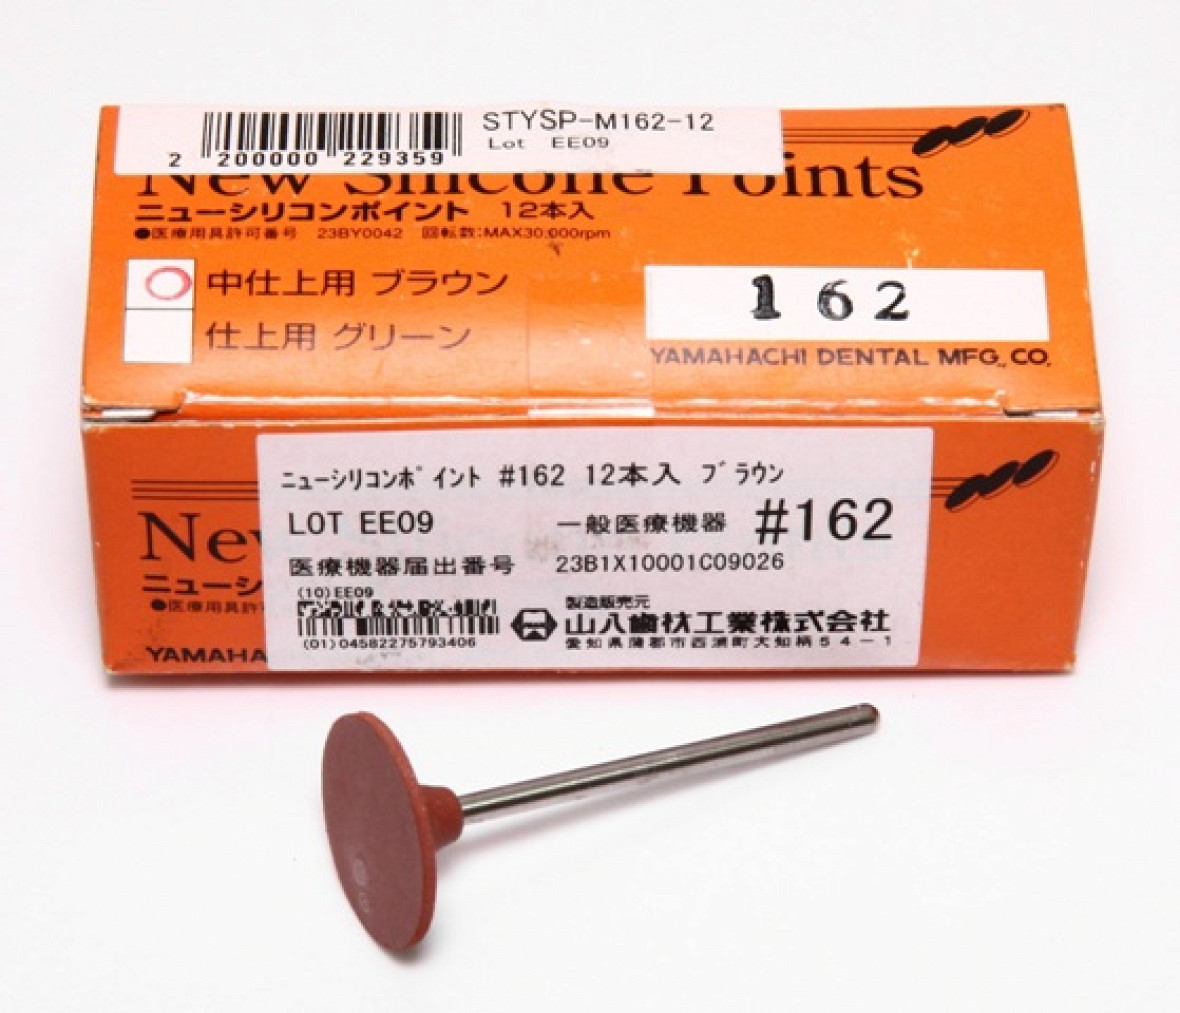 STYSP-M162-12
Lot EE09
2 200000 229359
New Silicone Points
ニューシリコンポイント 12本入
●医療用具許可番号 23BY0042 回転数:MAX30.000rpm
中仕上用 ブラウン
162
仕上用 グリーン
YAMAHACHI DENTAL MFG., CO.
ニューシリコンポイント #162 12本入 ブラウン
LOT EE09 一般医療機器 #162
医療機器届出番号 23B1X10001C09026
(10)EE09
(01)04582275793406
製造販売元
山八歯材工業株式会社
愛知県蒲郡市西浦町大知柄54-1
New
ニューシ
●医療用具許
YAMAHA